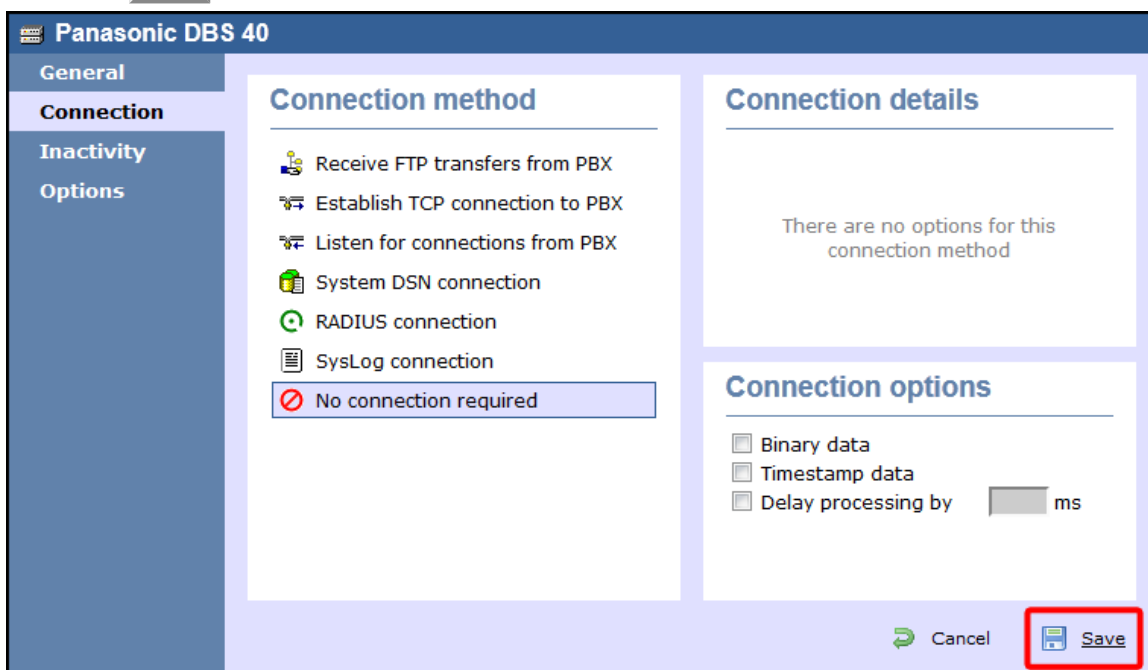 Panasonic DBS 40
General
Connection
Inactivity
Options
Connection method
Receive FTP transfers from PBX
Establish TCP connection to PBX
Listen for connections from PBX
System DSN connection
RADIUS connection
SysLog connection
No connection required
Connection details
There are no options for this
connection method
Connection options
Binary data
Timestamp data
Delay processing by ms
Cancel
Save